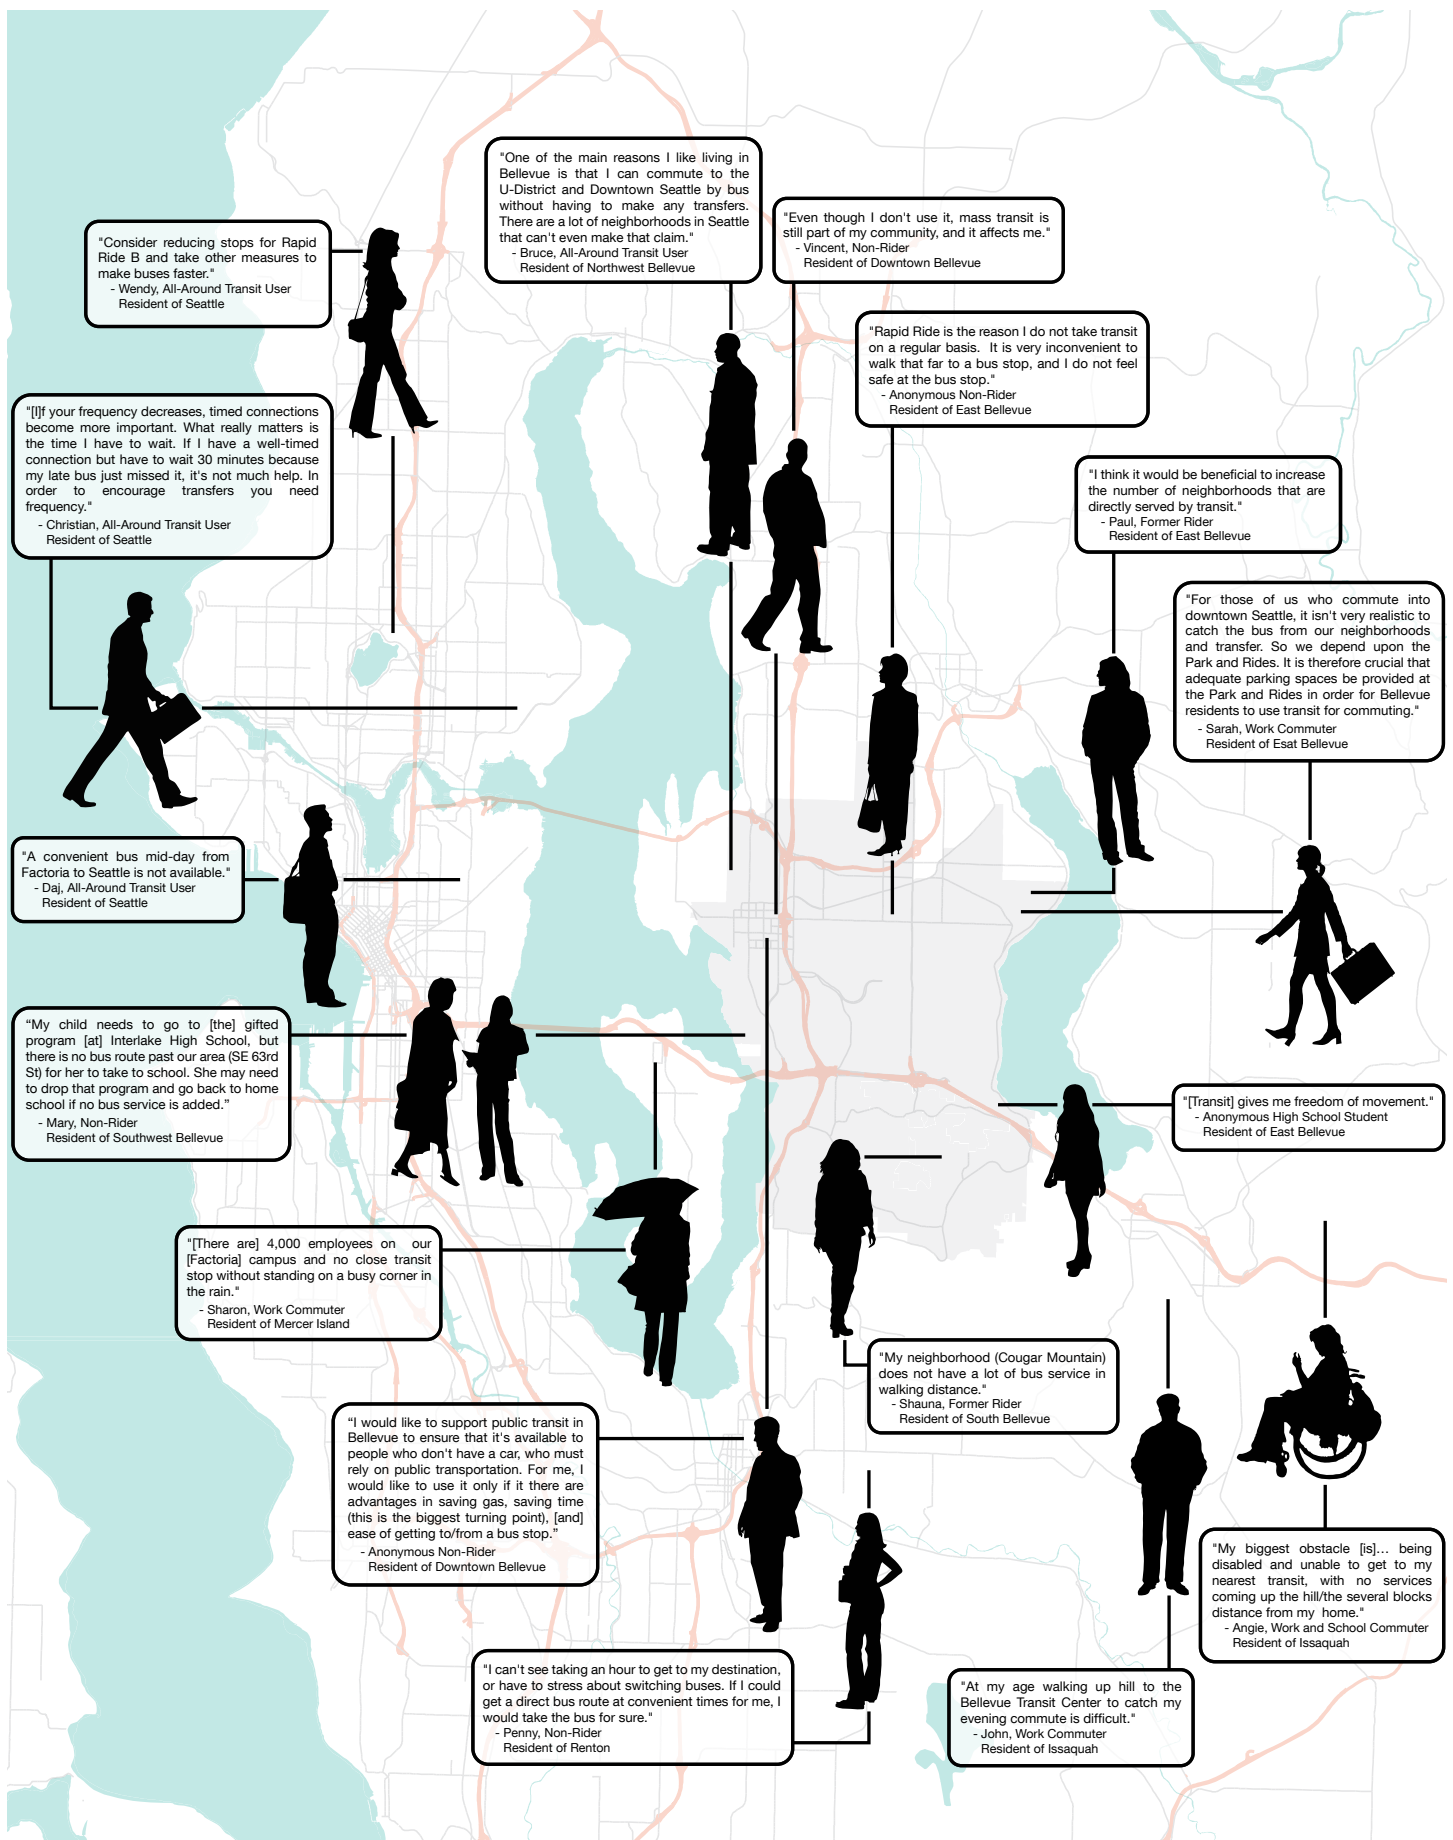 "One of the main reasons I like living in
Bellevue is that I can commute to the
U-District and Downtown Seattle by bus
without having to make any transfers.
There are a lot of neighborhoods in Seattle
that can't even make that claim."
- Bruce, All-Around Transit User
Resident of Northwest Bellevue
"Even though I don't use it, mass transit is
still part of my community, and it affects me."
- Vincent, Non-Rider
Resident of Downtown Bellevue
"Consider reducing stops for Rapid
Ride B and take other measures to
make buses faster."
- Wendy, All-Around Transit User
Resident of Seattle
"Rapid Ride is the reason I do not take transit
on a regular basis. It is very inconvenient to
walk that far to a bus stop, and I do not feel
safe at the bus stop."
- Anonymous Non-Rider
Resident of East Bellevue
"[I]f your frequency decreases, timed connections
become more important. What really matters is
the time I have to wait. If I have a well-timed
connection but have to wait 30 minutes because
my late bus just missed it, it's not much help. In
order to encourage transfers you need
frequency."
- Christian, All-Around Transit User
Resident of Seattle
"I think it would be beneficial to increase
the number of neighborhoods that are
directly served by transit."
- Paul, Former Rider
Resident of East Bellevue
"For those of us who commute into
downtown Seattle, it isn't very realistic to
catch the bus from our neighborhoods
and transfer. So we depend upon the
Park and Rides. It is therefore crucial that
adequate parking spaces be provided at
the Park and Rides in order for Bellevue
residents to use transit for commuting."
- Sarah, Work Commuter
Resident of Esat Bellevue
"A convenient bus mid-day from
Factoria to Seattle is not available."
- Daj, All-Around Transit User
Resident of Seattle
“My child needs to go to [the] gifted
program [at] Interlake High School, but
there is no bus route past our area (SE 63rd
St) for her to take to school. She may need
to drop that program and go back to home
school if no bus service is added.”
- Mary, Non-Rider
Resident of Southwest Bellevue
"[Transit] gives me freedom of movement."
- Anonymous High School Student
Resident of East Bellevue
"[There are] 4,000 employees on our
[Factoria] campus and no close transit
stop without standing on a busy corner in
the rain."
- Sharon, Work Commuter
Resident of Mercer Island
"My neighborhood (Cougar Mountain)
does not have a lot of bus service in
walking distance."
- Shauna, Former Rider
Resident of South Bellevue
“I would like to support public transit in
Bellevue to ensure that it's available to
people who don't have a car, who must
rely on public transportation. For me, I
would like to use it only if it there are
advantages in saving gas, saving time
(this is the biggest turning point), [and]
ease of getting to/from a bus stop.”
- Anonymous Non-Rider
Resident of Downtown Bellevue
"My biggest obstacle [is]... being
disabled and unable to get to my
nearest transit, with no services
coming up the hill/the several blocks
distance from my home."
- Angie, Work and School Commuter
Resident of Issaquah
"I can't see taking an hour to get to my destination,
or have to stress about switching buses. If I could
get a direct bus route at convenient times for me, I
would take the bus for sure."
- Penny, Non-Rider
Resident of Renton
"At my age walking up hill to the
Bellevue Transit Center to catch my
evening commute is difficult."
- John, Work Commuter
Resident of Issaquah